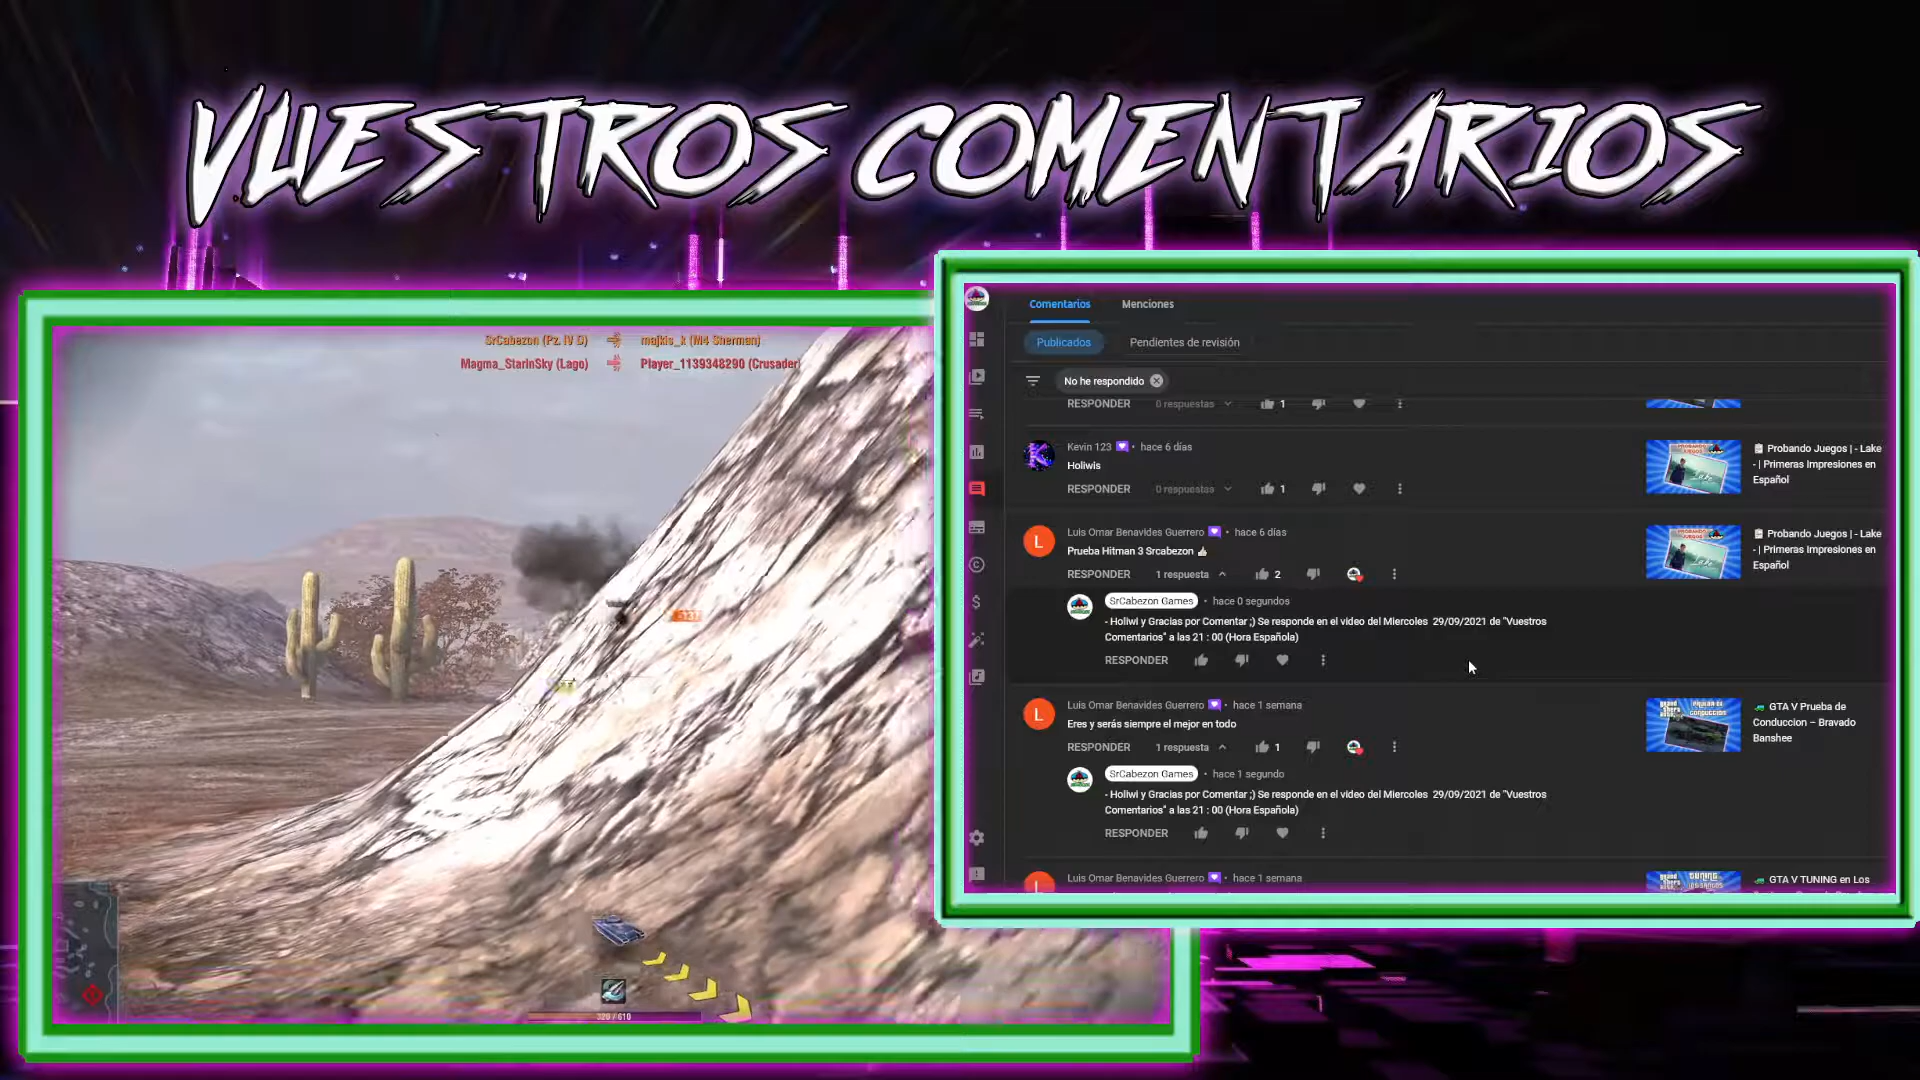 VUESTROS COMENTARIOS
SrCabezon (Pz. IV D) majkis_k (M4 Sherman)
Magma_StarInSky (Lago) Player_1139348290 (Crusader)
320 / 610
Comentarios Menciones
Publicados Pendientes de revisión
No he respondido
RESPONDER 0 respuestas 1
Kevin 123 • hace 6 días
Holiwis
RESPONDER 0 respuestas 1
Probando Juegos | - Lake
- | Primeras Impresiones en
Español
L
Luis Omar Benavides Guerrero • hace 6 días
Prueba Hitman 3 Srcabezon 👍
RESPONDER 1 respuesta 2
Probando Juegos | - Lake
- | Primeras Impresiones en
Español
SrCabezon Games • hace 0 segundos
- Holiwi y Gracias por Comentar ;) Se responde en el video del Miercoles 29/09/2021 de "Vuestros
Comentarios" a las 21 : 00 (Hora Española)
RESPONDER
L
Luis Omar Benavides Guerrero • hace 1 semana
Eres y serás siempre el mejor en todo
RESPONDER 1 respuesta 1
GTA V Prueba de
Conduccion – Bravado
Banshee
SrCabezon Games • hace 1 segundo
- Holiwi y Gracias por Comentar ;) Se responde en el video del Miercoles 29/09/2021 de "Vuestros
Comentarios" a las 21 : 00 (Hora Española)
RESPONDER
Luis Omar Benavides Guerrero • hace 1 semana
GTA V TUNING en Los